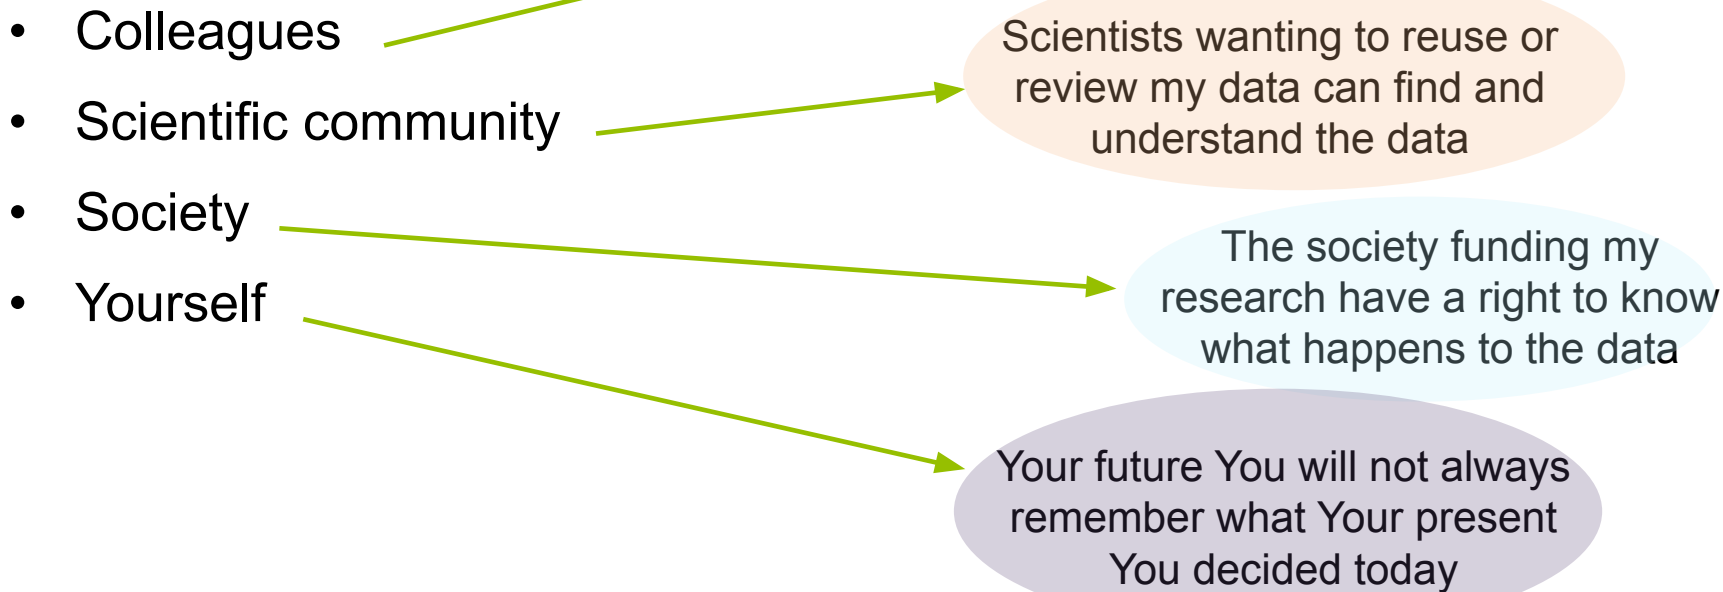 • Colleagues
• Scientific community
• Society
• Yourself
Scientists wanting to reuse or
review my data can find and
understand the data
The society funding my
research have a right to know
what happens to the data
Your future You will not always
remember what Your present
You decided today